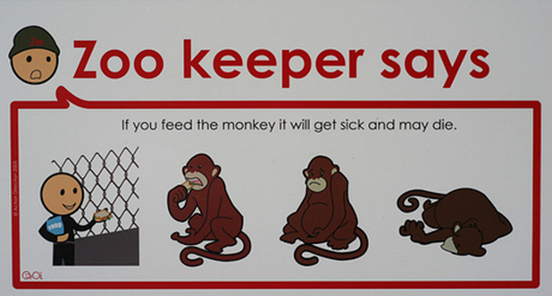 Zoo keeper says
If you feed the monkey it will get sick and may die.